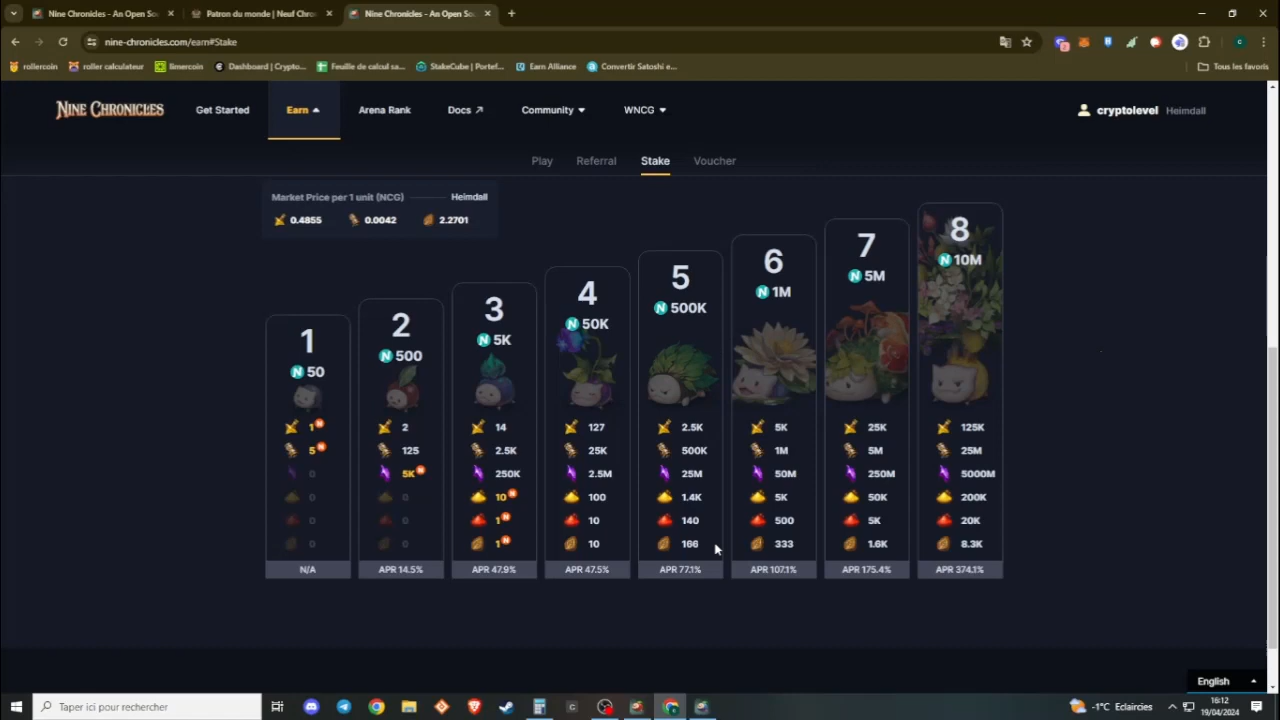 Nine Chronicles - An Open So
Patron du monde | Neuf Chron
Nine Chronicles - An Open Sou
nine-chronicles.com/earn#Stake
rollercoin
roller calculateur
limercoin
Dashboard | Crypto...
Feuille de calcul sa...
StakeCube | Portef...
Earn Alliance
Convertir Satoshi e...
Tous les favoris
NINE CHRONICLES
Get Started
Earn
Arena Rank
Docs
Community
WNCG
cryptolevel Heimdall
Play
Referral
Stake
Voucher
Market Price per 1 unit (NCG) Heimdall
0.4855 0.0042 2.2701
1
N 50
1 N
5 N
0
0
0
0
N/A
2
N 500
2
125
5K N
0
0
0
APR 14.5%
3
N 5K
14
2.5K
250K
10 N
1 N
1 N
APR 47.9%
4
N 50K
127
25K
2.5M
100
10
10
APR 47.5%
5
N 500K
2.5K
500K
25M
1.4K
140
166
APR 77.1%
6
N 1M
5K
1M
50M
5K
500
333
APR 107.1%
7
N 5M
25K
5M
250M
50K
5K
1.6K
APR 175.4%
8
N 10M
125K
25M
5000M
200K
20K
8.3K
APR 374.1%
English
Taper ici pour rechercher
-1°C Eclaircies
16:12
19/04/2024